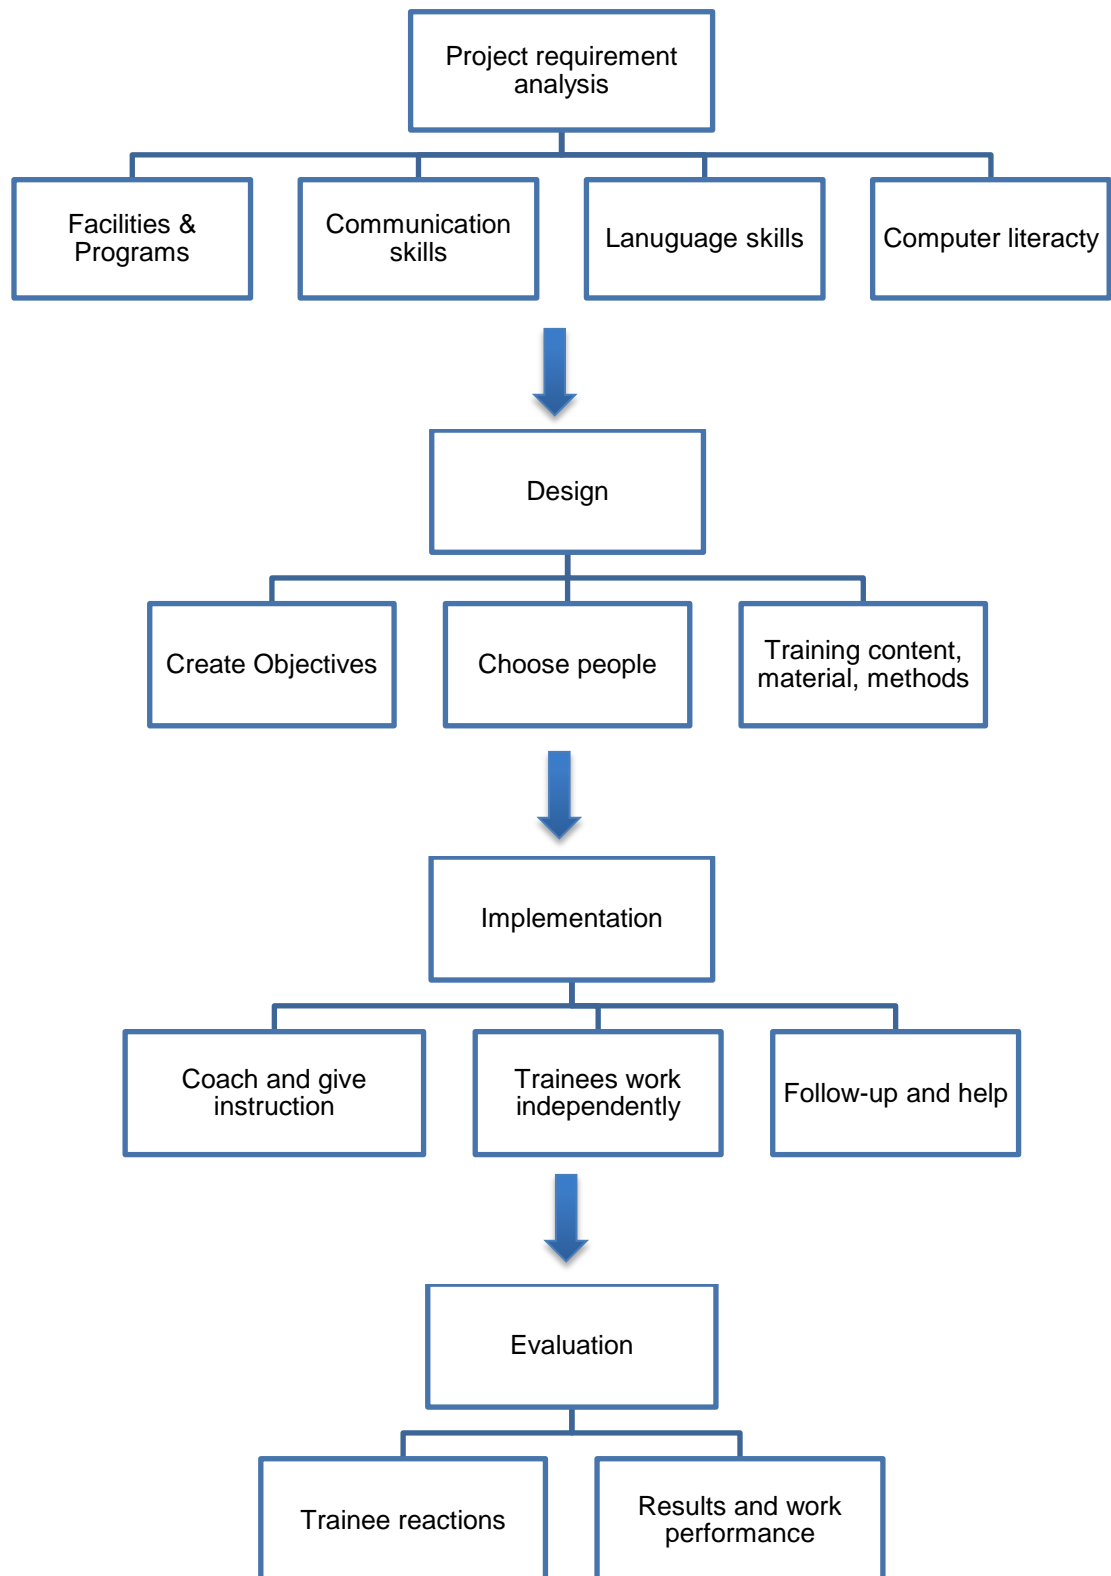 Project requirement
analysis
Facilities &
Programs
Communication
skills
Lanuguage skills
Computer literacty
Design
Create Objectives
Choose people
Training content,
material, methods
Implementation
Coach and give
instruction
Trainees work
independently
Follow-up and help
Evaluation
Trainee reactions
Results and work
performance